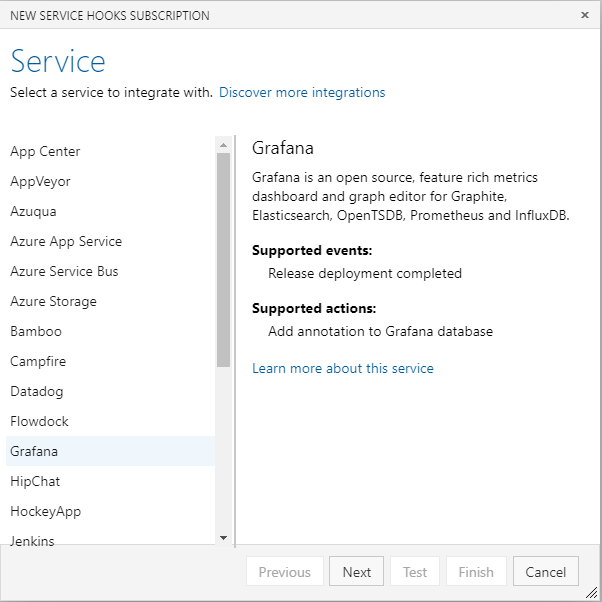 NEW SERVICE HOOKS SUBSCRIPTION
Service
Select a service to integrate with. Discover more integrations
App Center
AppVeyor
Azuqua
Azure App Service
Azure Service Bus
Azure Storage
Bamboo
Campfire
Datadog
Flowdock
Grafana
HipChat
HockeyApp
Jenkins
Grafana
Grafana is an open source, feature rich metrics
dashboard and graph editor for Graphite,
Elasticsearch, OpenTSDB, Prometheus and InfluxDB.
Supported events:
Release deployment completed
Supported actions:
Add annotation to Grafana database
Learn more about this service
Previous Next Test Finish Cancel